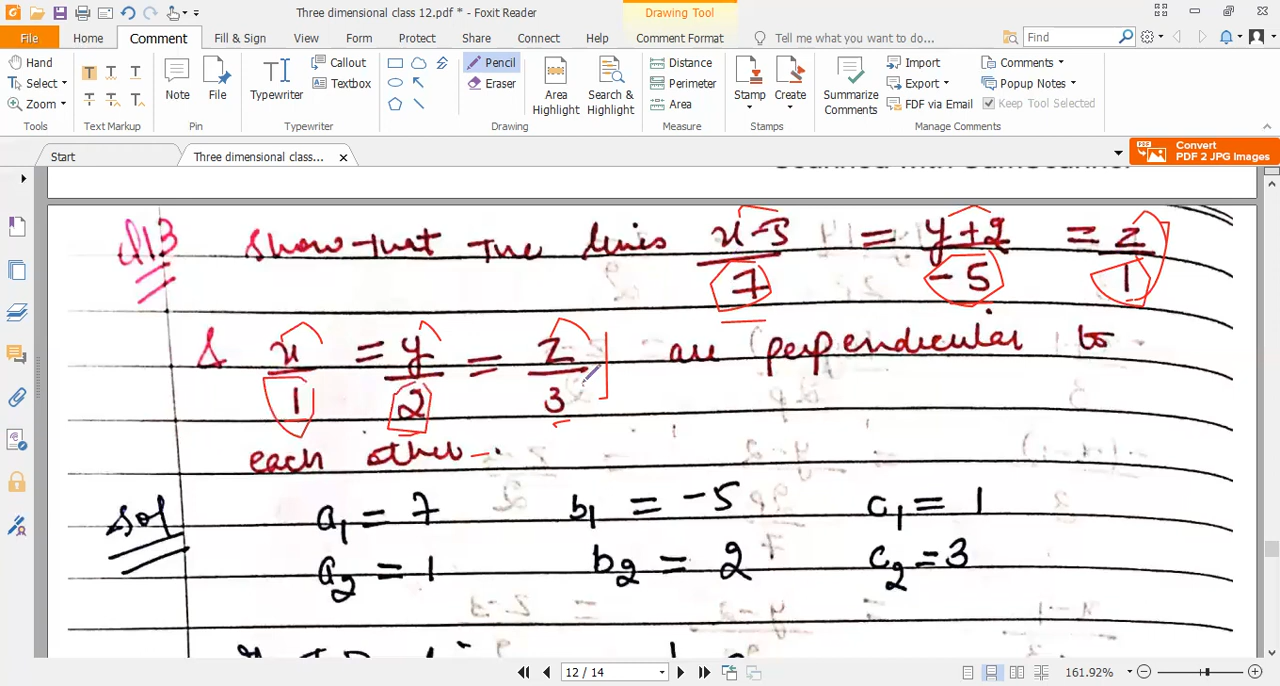 Three dimensional class 12.pdf * - Foxit Reader
Drawing Tool
File Home Comment Fill & Sign View Form Protect Share Connect Help Comment Format
Tell me what you want to do...
Find
Hand
Select
Zoom
Tools
Text Markup
Note
File
Pin
Typewriter
Callout
Textbox
Typewriter
Pencil
Eraser
Drawing
Area Highlight
Search & Highlight
Distance
Perimeter
Area
Measure
Stamp
Create
Stamps
Summarize Comments
Import
Export
FDF via Email
Comments
Popup Notes
Keep Tool Selected
Manage Comments
Start
Three dimensional class...
Convert
PDF 2 JPG Images
Q13 Show that the lines (x-5)/7 = (y+2)/-5 = z/1
& x/1 = y/2 = z/3 are perpendicular to
each other.
Sol a1 = 7 b1 = -5 c1 = 1
a2 = 1 b2 = 2 c2 = 3
12 / 14
161.92%